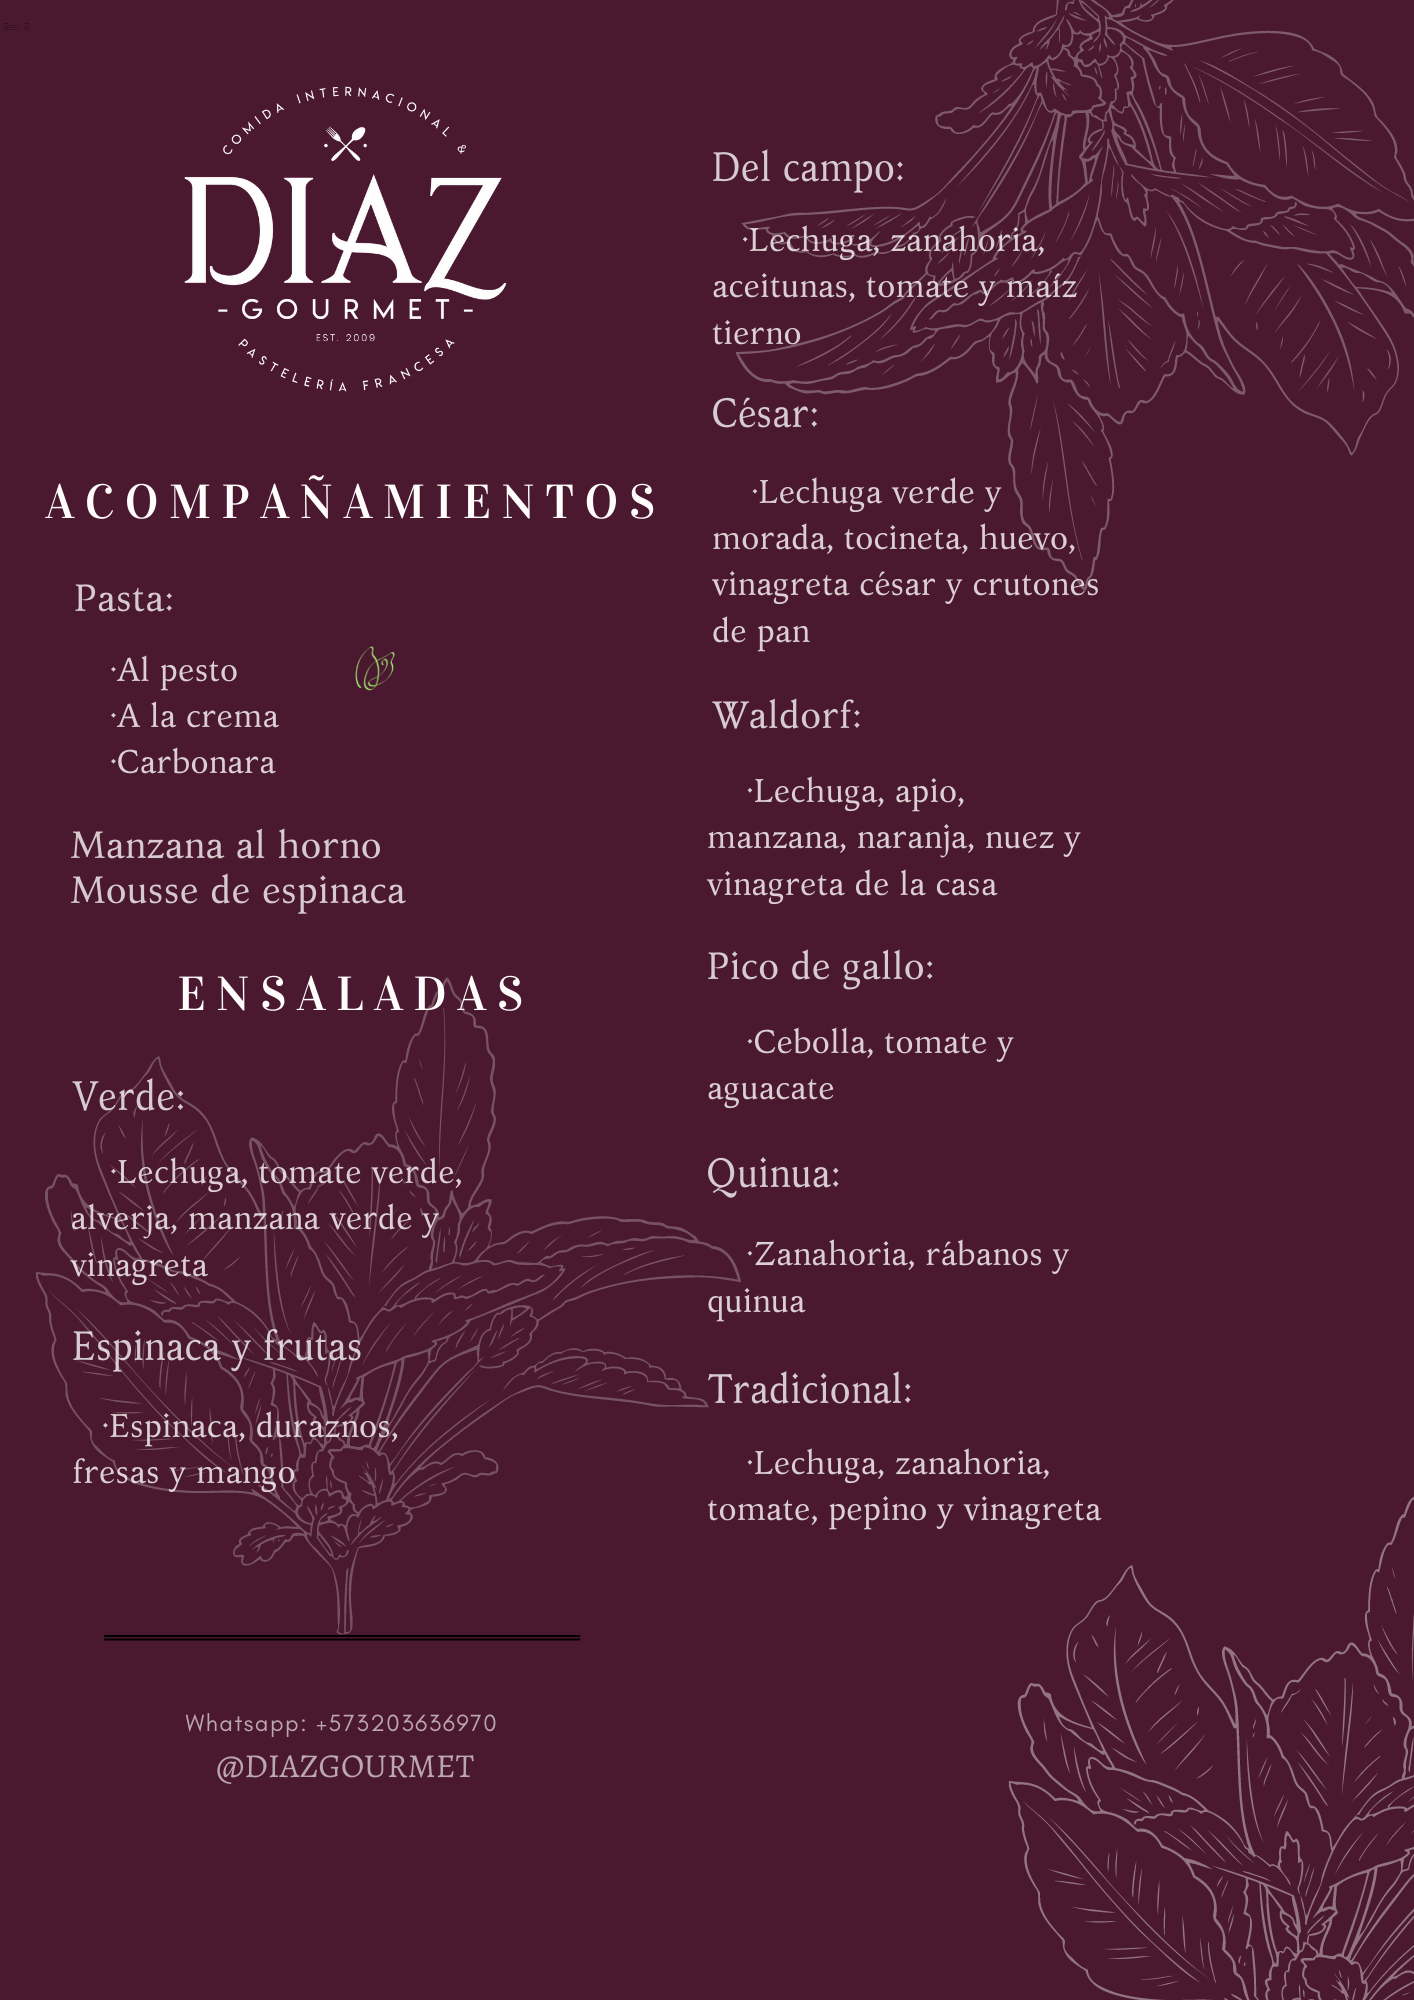 COMIDA INTERNACIONAL &
DIAZ
-GOURMET-
EST. 2009
PASTELERÍA FRANCESA
ACOMPAÑAMIENTOS
Pasta:
·Al pesto
·A la crema
·Carbonara
Manzana al horno
Mousse de espinaca
ENSALADAS
Verde:
·Lechuga, tomate verde,
alverja, manzana verde y
vinagreta
Espinaca y frutas
·Espinaca, duraznos,
fresas y mango
Whatsapp: +573203636970
@DIAZGOURMET
Del campo:
·Lechuga, zanahoria,
aceitunas, tomate y maíz
tierno
César:
·Lechuga verde y
morada, tocineta, huevo,
vinagreta césar y crutones
de pan
Waldorf:
·Lechuga, apio,
manzana, naranja, nuez y
vinagreta de la casa
Pico de gallo:
·Cebolla, tomate y
aguacate
Quinua:
·Zanahoria, rábanos y
quinua
Tradicional:
·Lechuga, zanahoria,
tomate, pepino y vinagreta